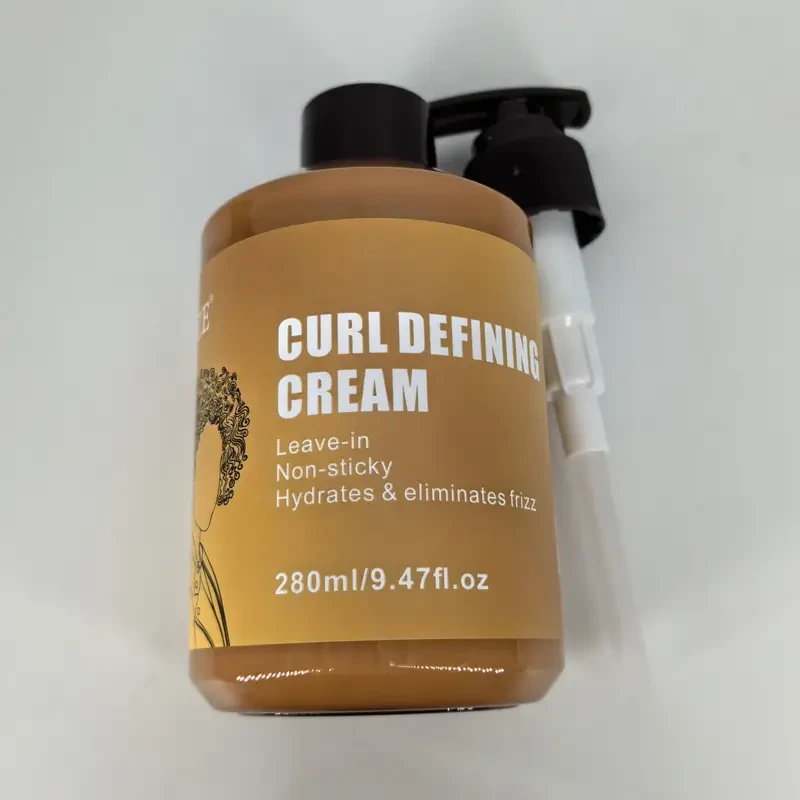 CURL DEFINING
CREAM
Leave-in
Non-sticky
Hydrates & eliminates frizz
280ml/9.47fl.oz